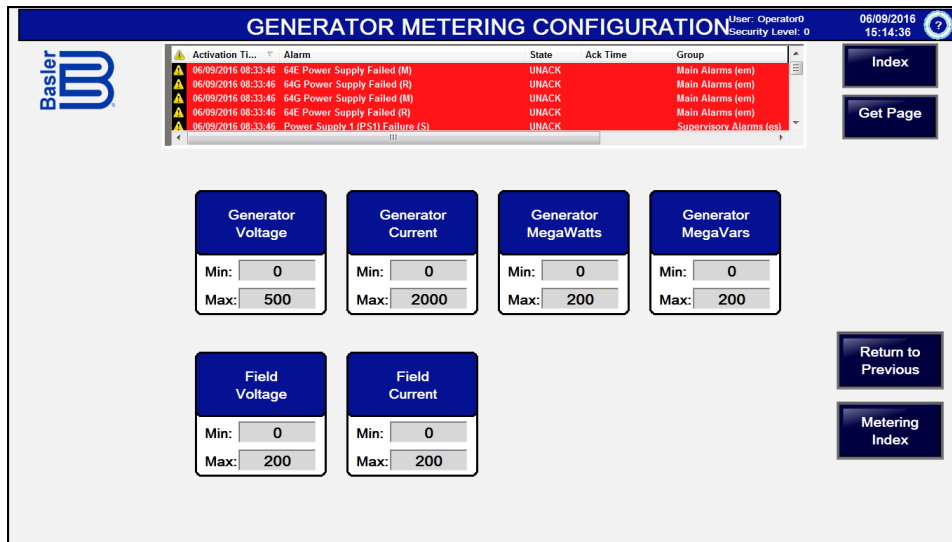 GENERATOR METERING CONFIGURATION
User: Operator0
Security Level: 0
06/09/2016
15:14:36
?
Basler
Activation Ti... Alarm State Ack Time Group
06/09/2016 08:33:46 64E Power Supply Failed (M) UNACK Main Alarms (em)
06/09/2016 08:33:46 64G Power Supply Failed (R) UNACK Main Alarms (em)
06/09/2016 08:33:46 64G Power Supply Failed (M) UNACK Main Alarms (em)
06/09/2016 08:33:46 64E Power Supply Failed (R) UNACK Main Alarms (em)
06/09/2016 08:33:46 Power Supply 1 (PS1) Failure (S) UNACK Supervisory Alarms (es)
Index
Get Page
Generator
Voltage
Min: 0
Max: 500
Generator
Current
Min: 0
Max: 2000
Generator
MegaWatts
Min: 0
Max: 200
Generator
MegaVars
Min: 0
Max: 200
Field
Voltage
Min: 0
Max: 200
Field
Current
Min: 0
Max: 200
Return to
Previous
Metering
Index